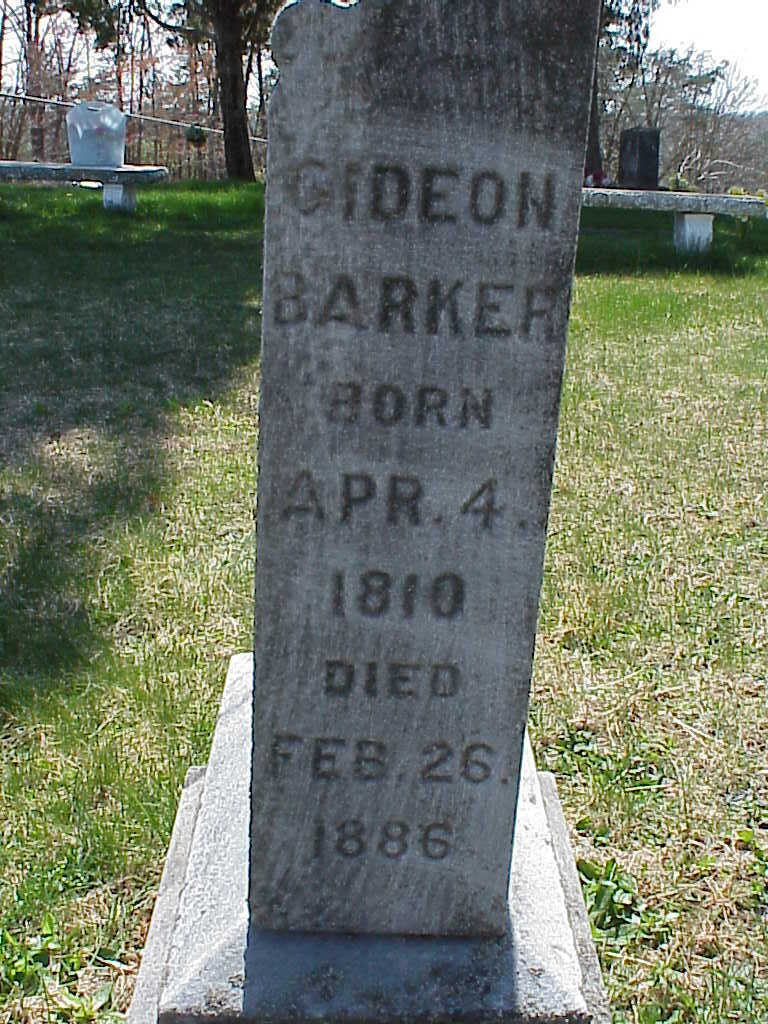 GIDEON
BARKER
BORN
APR. 4.
1810
DIED
FEB. 26.
1886